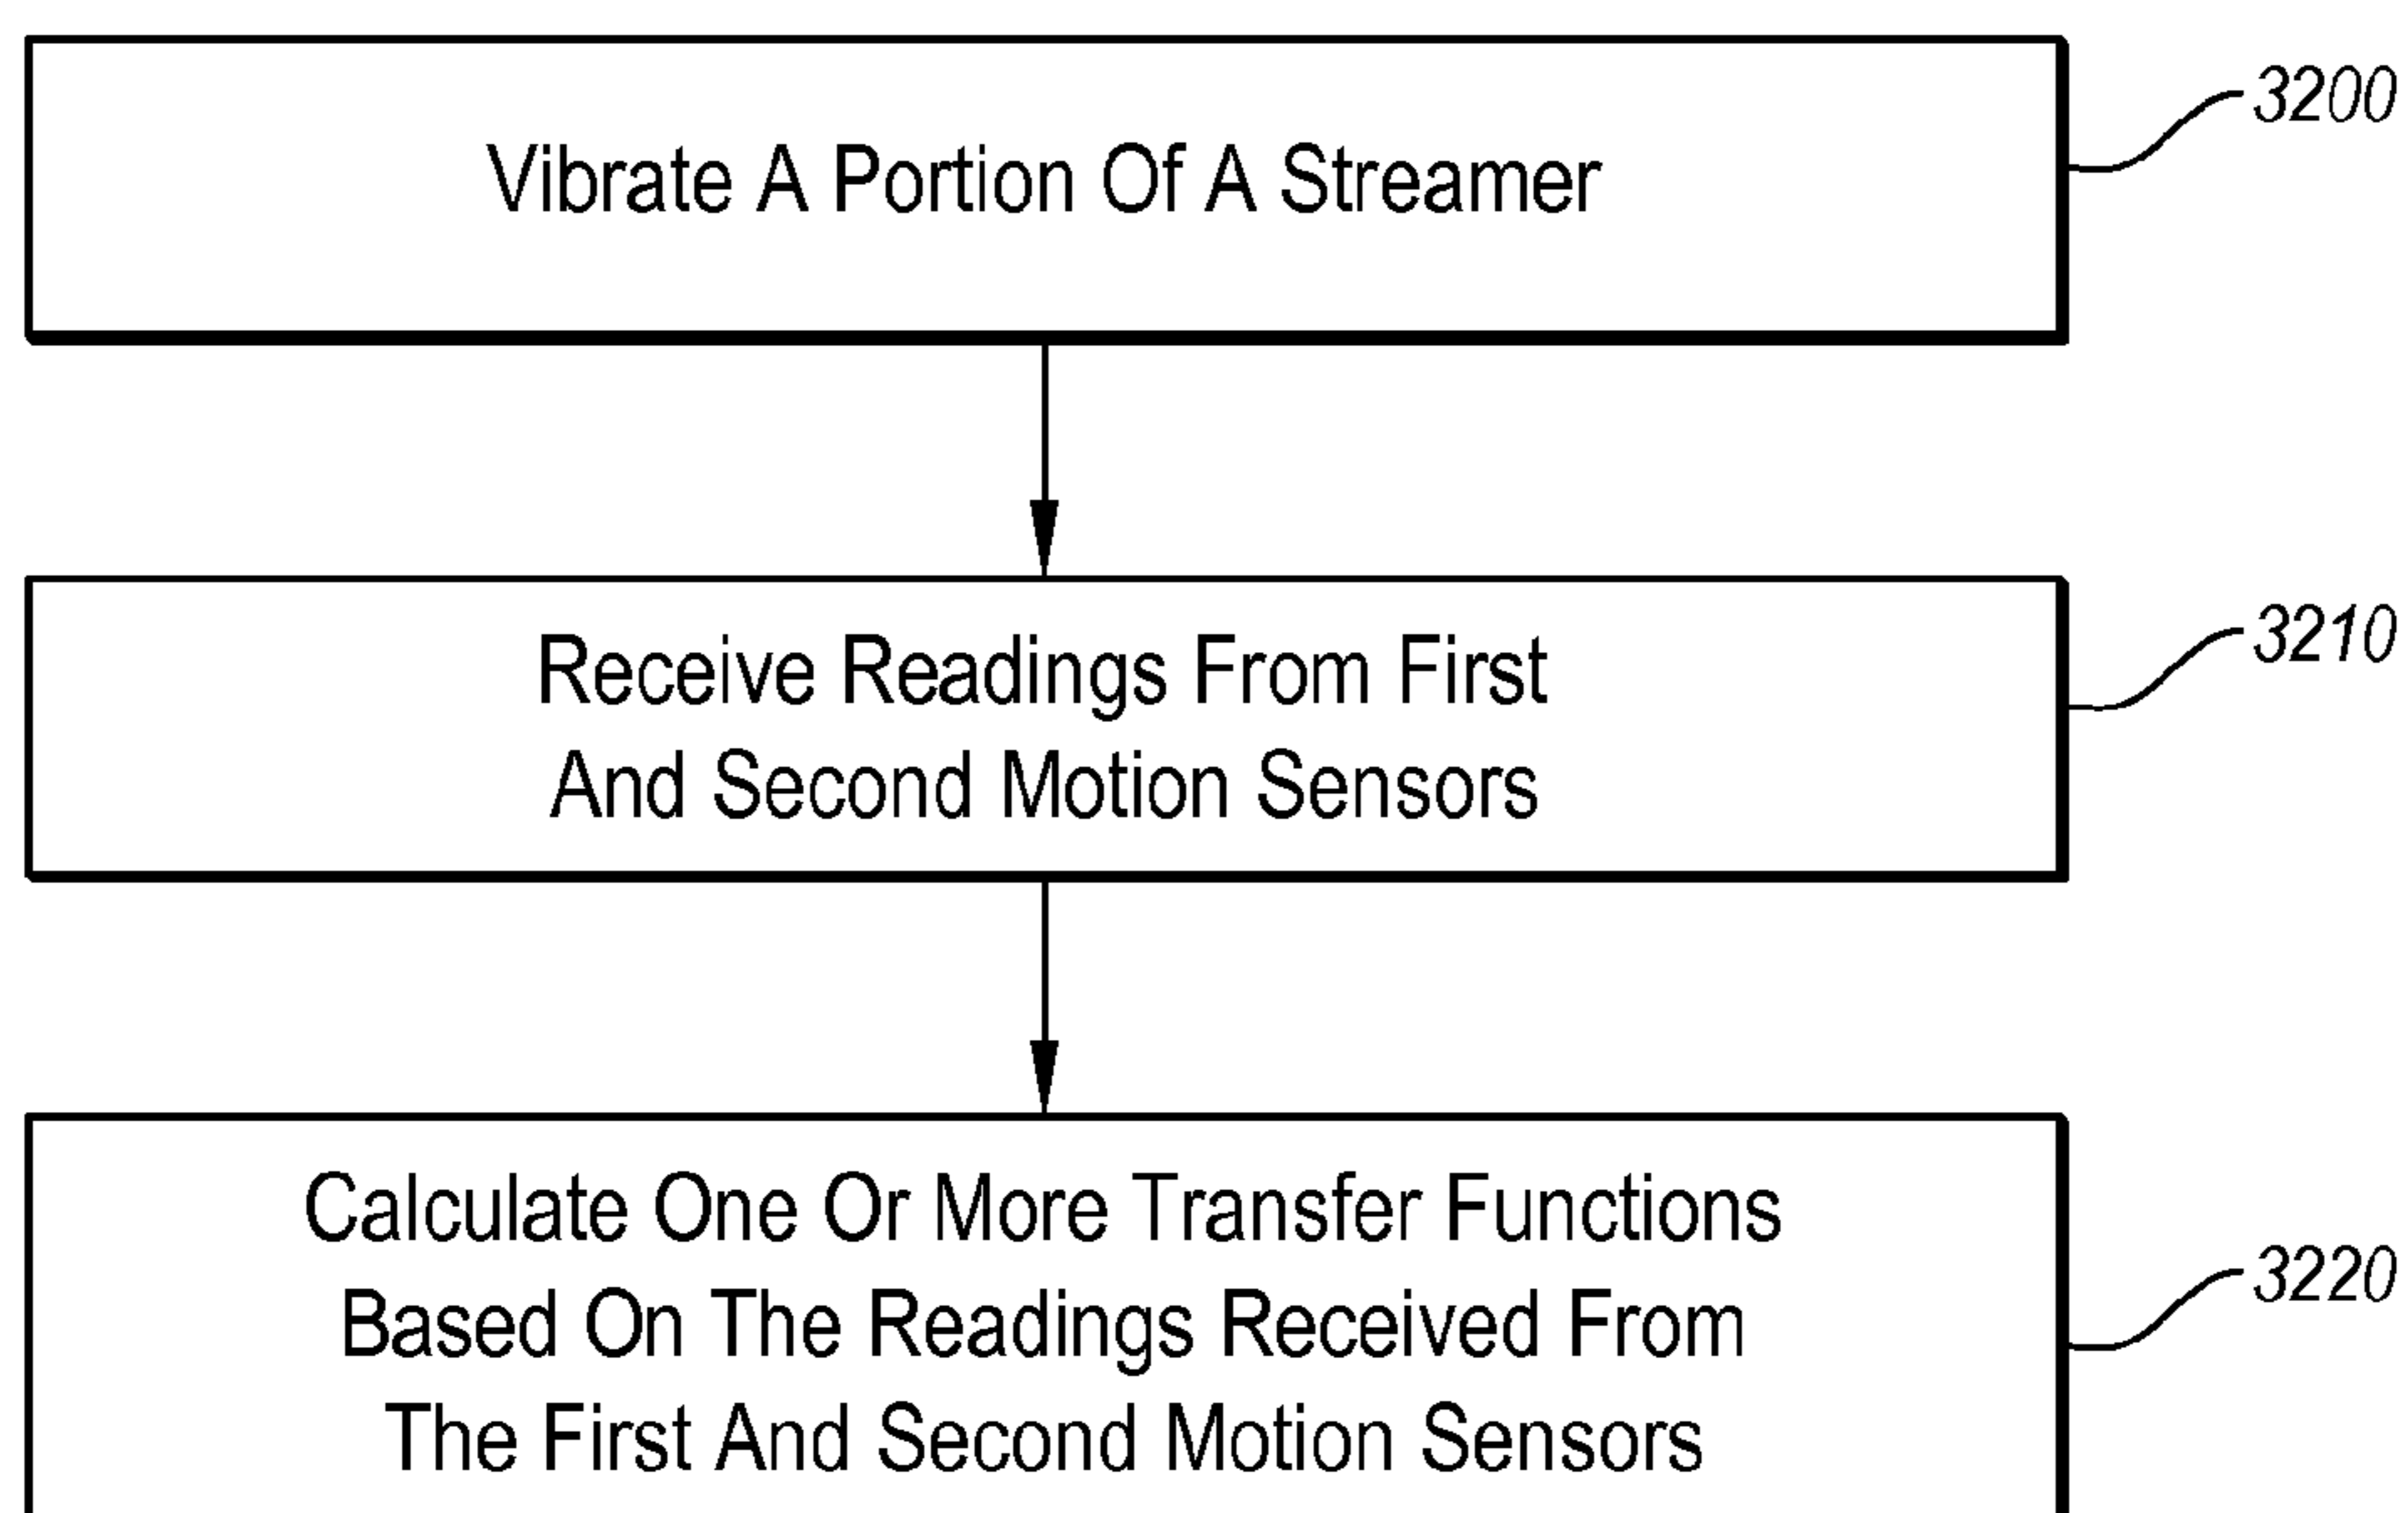 Vibrate A Portion Of A Streamer
3200
Receive Readings From First
And Second Motion Sensors
3210
Calculate One Or More Transfer Functions
Based On The Readings Received From
The First And Second Motion Sensors
3220